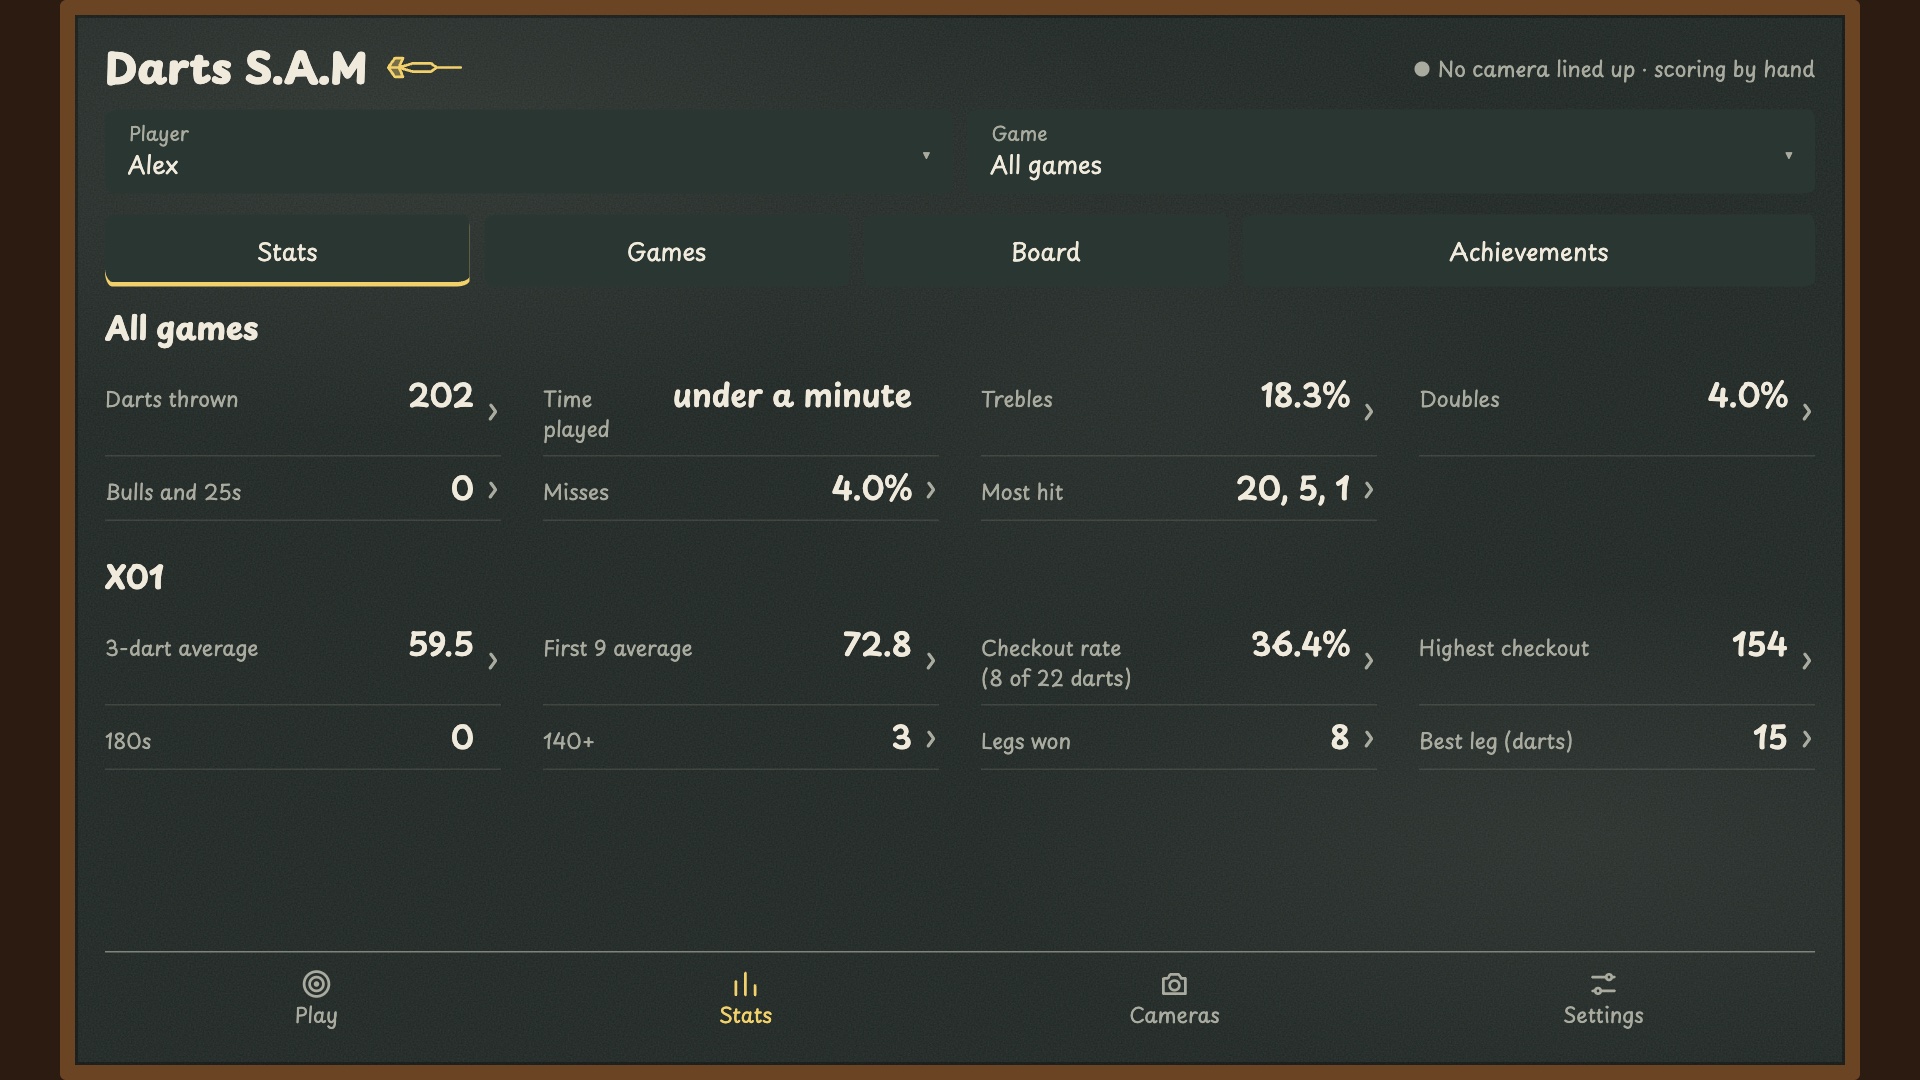 Darts S.A.M
No camera lined up · scoring by hand
Player
Alex
Game
All games
Stats
Games
Board
Achievements
All games
Darts thrown 202
Time played under a minute
Trebles 18.3%
Doubles 4.0%
Bulls and 25s 0
Misses 4.0%
Most hit 20, 5, 1
X01
3-dart average 59.5
First 9 average 72.8
Checkout rate (8 of 22 darts) 36.4%
Highest checkout 154
180s 0
140+ 3
Legs won 8
Best leg (darts) 15
Play
Stats
Cameras
Settings